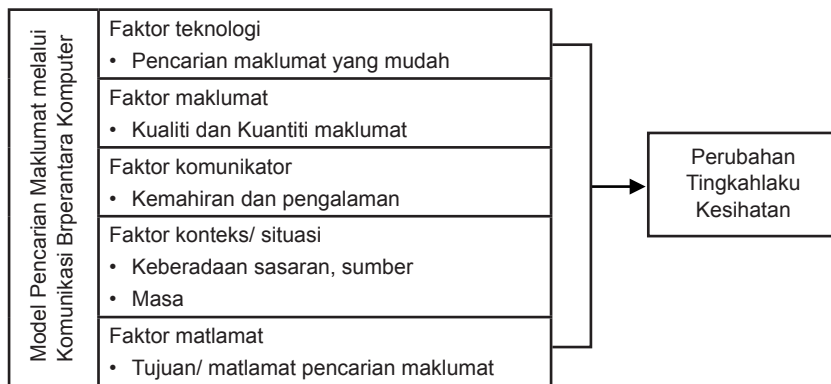 Model Pencarian Maklumat melalui
Komunikasi Brperantara Komputer
Faktor teknologi
• Pencarian maklumat yang mudah
Faktor maklumat
• Kualiti dan Kuantiti maklumat
Faktor komunikator
• Kemahiran dan pengalaman
Faktor konteks/ situasi
• Keberadaan sasaran, sumber
• Masa
Faktor matlamat
• Tujuan/ matlamat pencarian maklumat
Perubahan
Tingkahlaku
Kesihatan